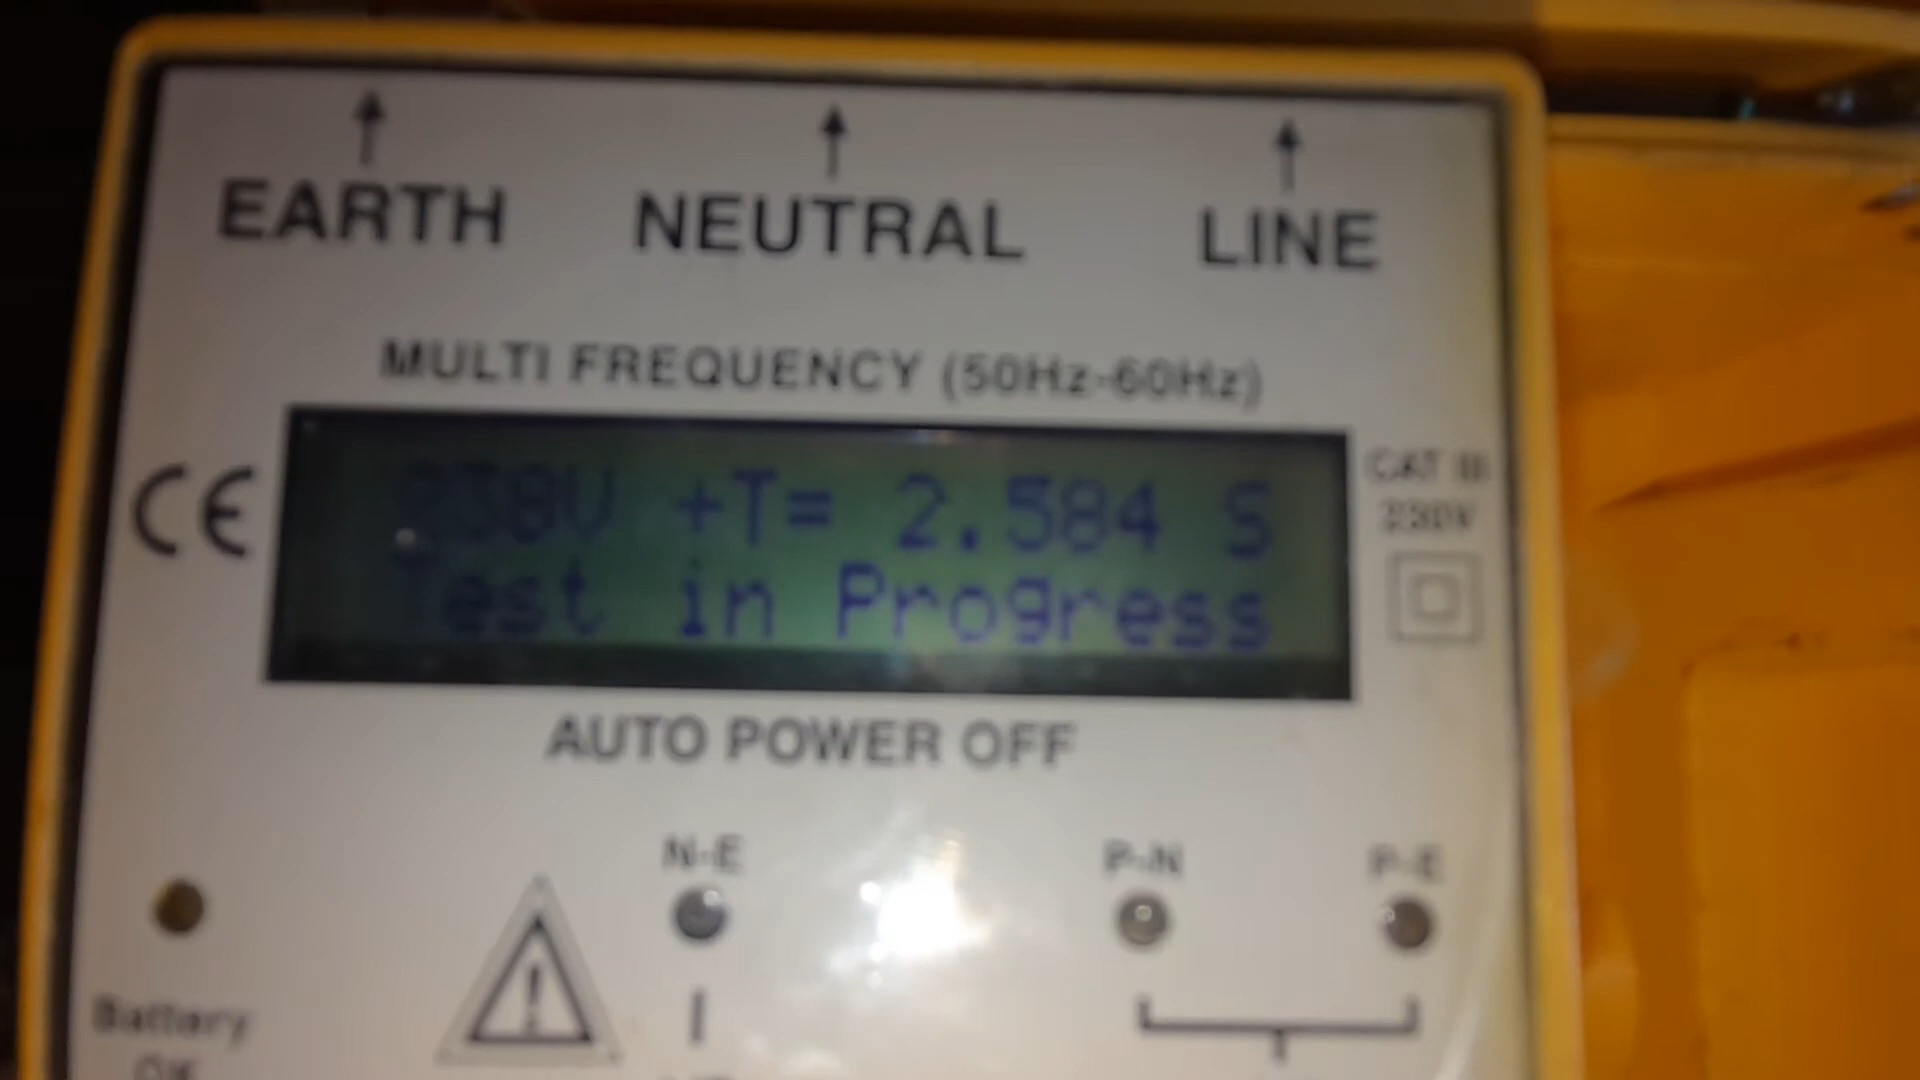 EARTH NEUTRAL LINE
MULTI FREQUENCY (50Hz-60Hz)
CE
238V +T= 2.584 S
Test in Progress
CAT III
230V
AUTO POWER OFF
N-E P-N P-E
Battery
OK